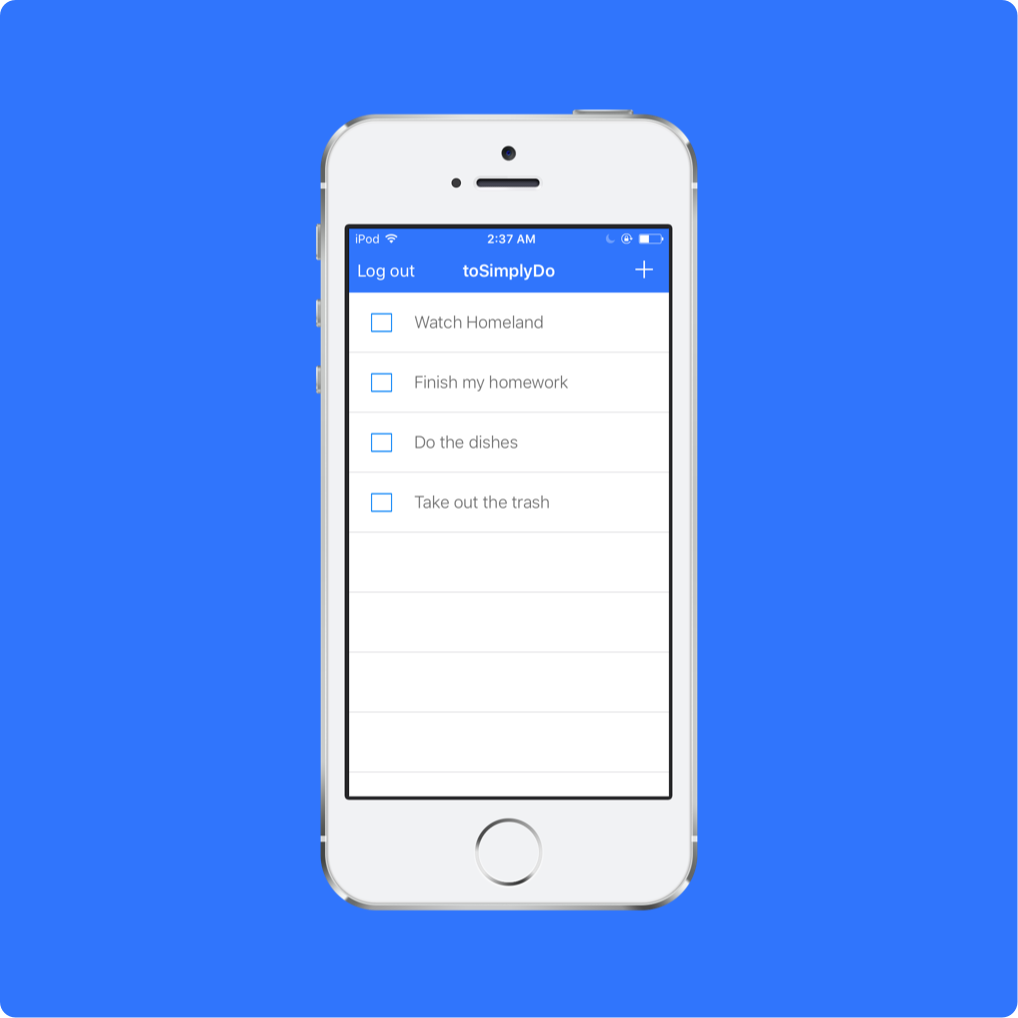 iPod 2:37 AM
Log out toSimplyDo +
Watch Homeland
Finish my homework
Do the dishes
Take out the trash